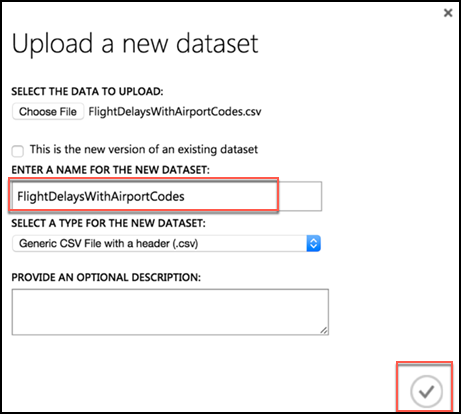 Upload a new dataset
SELECT THE DATA TO UPLOAD:
Choose File FlightDelaysWithAirportCodes.csv
This is the new version of an existing dataset
ENTER A NAME FOR THE NEW DATASET:
FlightDelaysWithAirportCodes
SELECT A TYPE FOR THE NEW DATASET:
Generic CSV File with a header (.csv)
PROVIDE AN OPTIONAL DESCRIPTION: